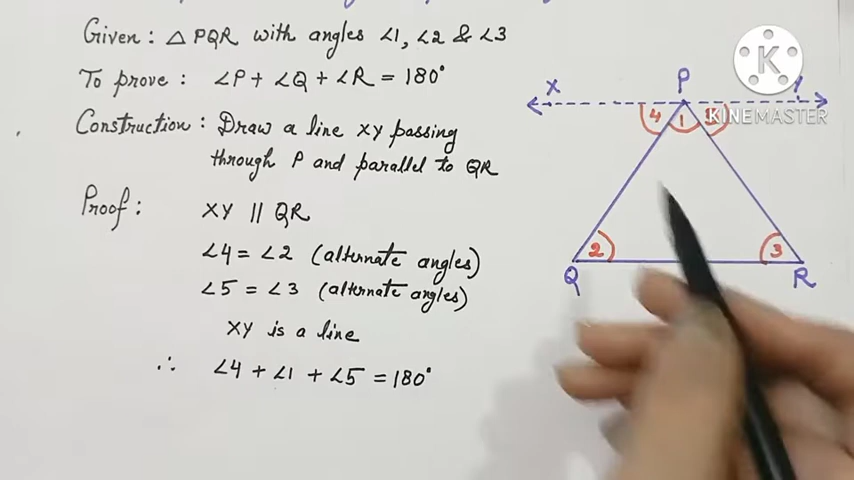 Given : △ PQR with angles ∠1, ∠2 & ∠3
To prove : ∠P + ∠Q + ∠R = 180°
Construction : Draw a line XY passing
through P and parallel to QR
Proof : XY || QR
∠4 = ∠2 (alternate angles)
∠5 = ∠3 (alternate angles)
XY is a line
∴ ∠4 + ∠1 + ∠5 = 180°
X P
4 1
2 3
Q R
K
KINEMASTER